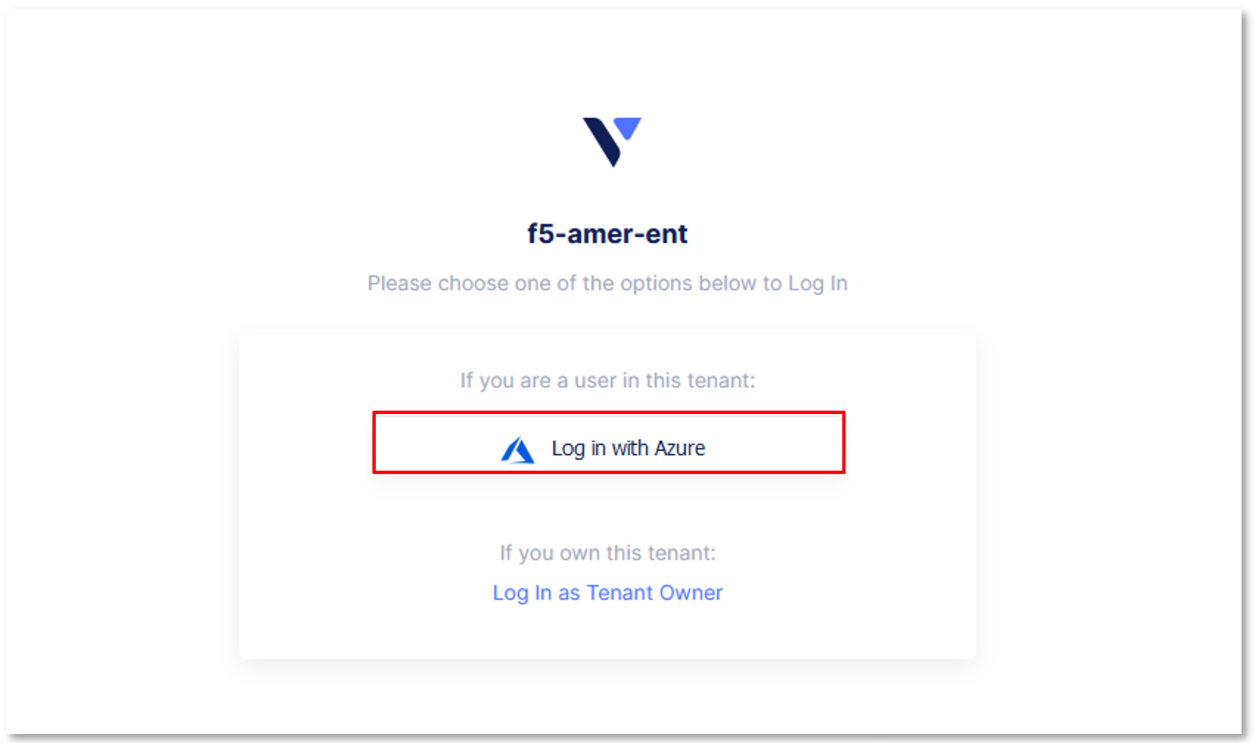 f5-amer-ent
Please choose one of the options below to Log In
If you are a user in this tenant:
Log in with Azure
If you own this tenant:
Log In as Tenant Owner